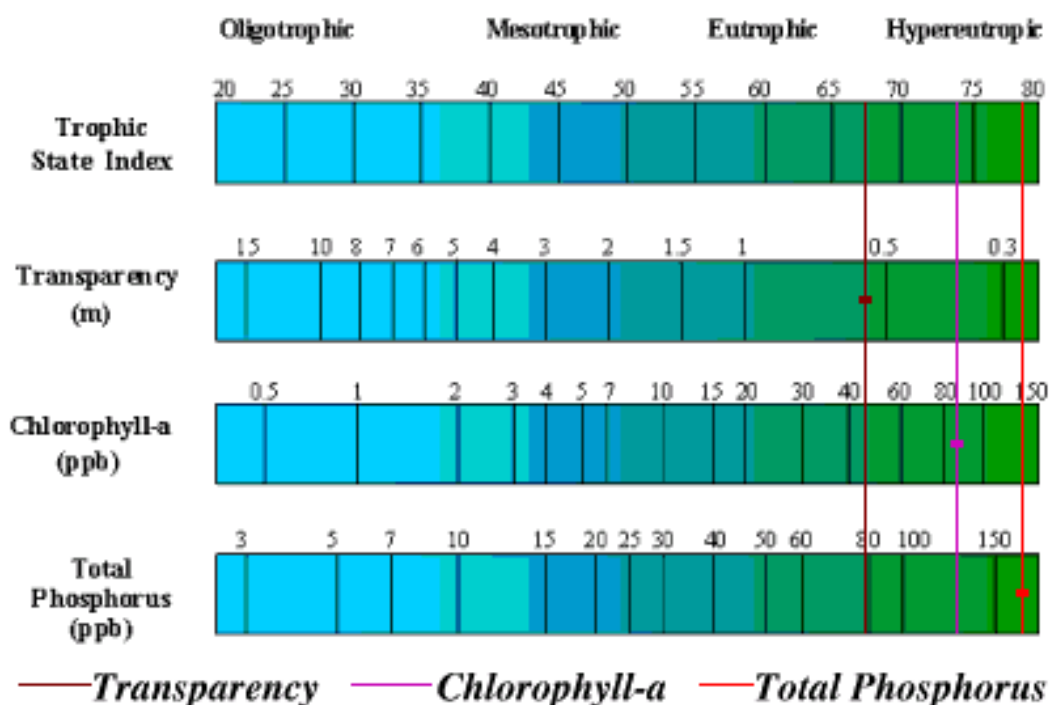 Oligotrophic Mesotrophic Eutrophic Hypereutropic
20 25 30 35 40 45 50 55 60 65 70 75 80
Trophic
State Index
15 10 8 7 6 5 4 3 2 1.5 1 0.5 0.3
Transparency
(m)
0.5 1 2 3 4 5 7 10 15 20 30 40 60 80 100 150
Chlorophyll-a
(ppb)
3 5 7 10 15 20 25 30 40 50 60 80 100 150
Total
Phosphorus
(ppb)
Transparency Chlorophyll-a Total Phosphorus